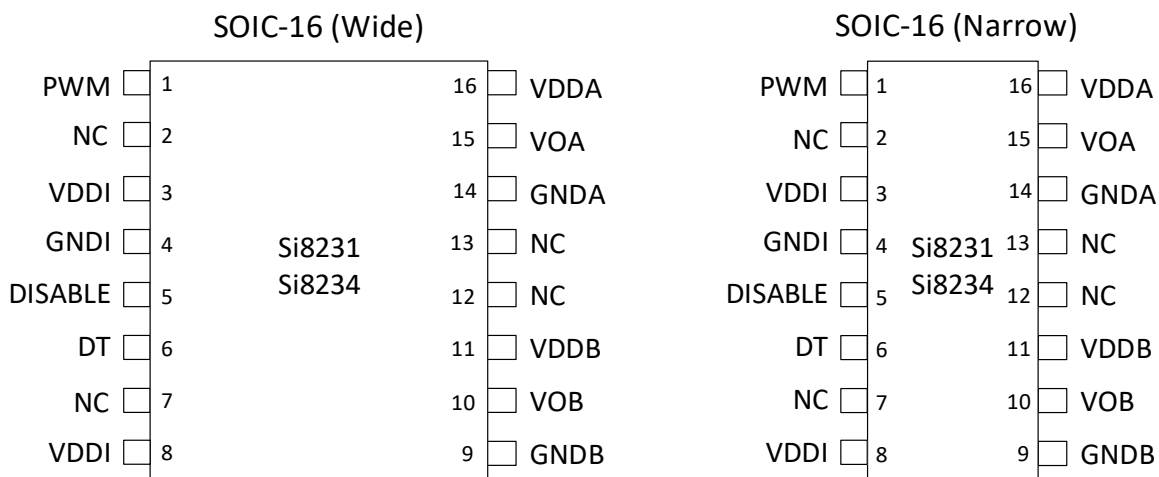 SOIC-16 (Wide)
PWM 1 16 VDDA
NC 2 15 VOA
VDDI 3 14 GNDA
GNDI 4 13 NC
Si8231
Si8234
DISABLE 5 12 NC
DT 6 11 VDDB
NC 7 10 VOB
VDDI 8 9 GNDB
SOIC-16 (Narrow)
PWM 1 16 VDDA
NC 2 15 VOA
VDDI 3 14 GNDA
GNDI 4 Si8231 13 NC
DISABLE 5 Si8234 12 NC
DT 6 11 VDDB
NC 7 10 VOB
VDDI 8 9 GNDB